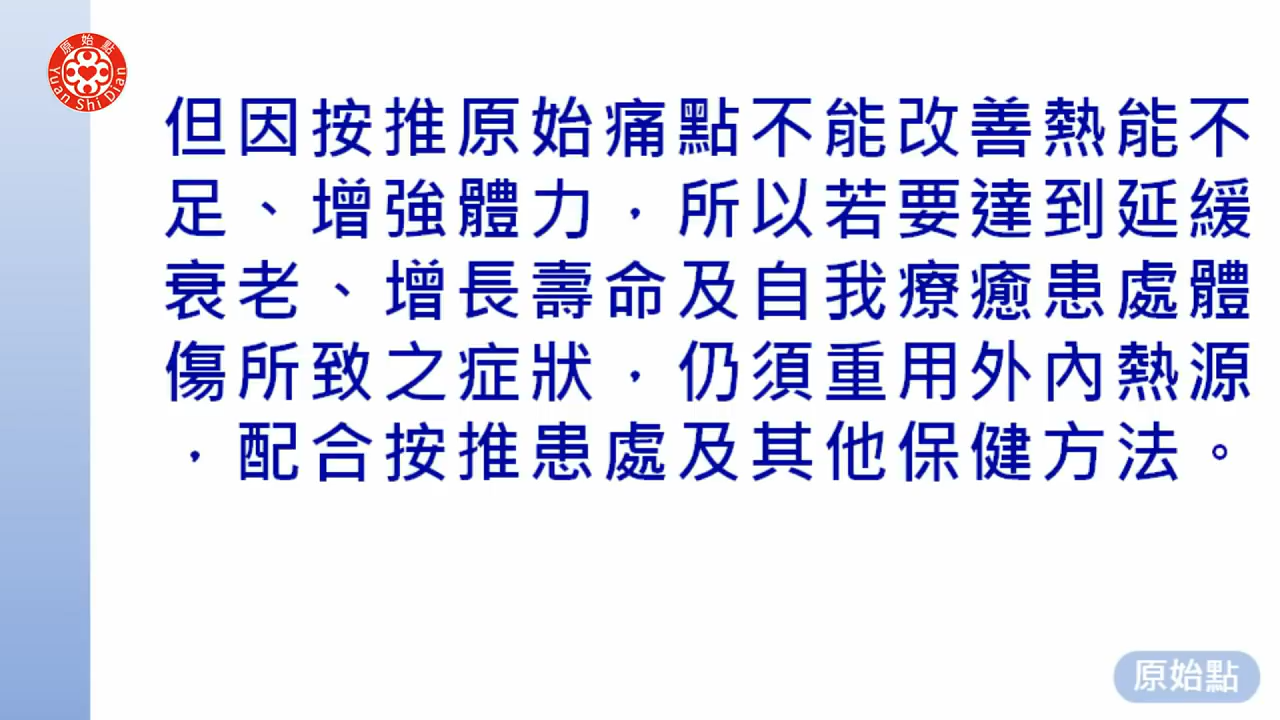 原始點
Yuan Shi Dian
但因按推原始痛點不能改善熱能不
足、增強體力，所以若要達到延緩
衰老、增長壽命及自我療癒患處體
傷所致之症狀，仍須重用外內熱源
，配合按推患處及其他保健方法。
原始點